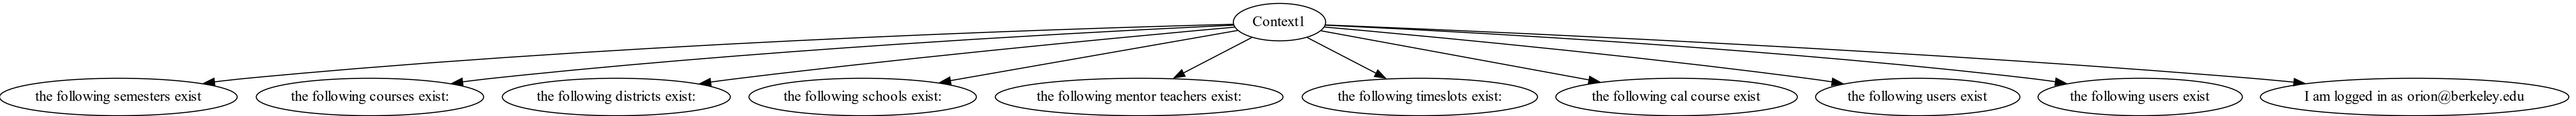 Context1
the following semesters exist
the following courses exist:
the following districts exist:
the following schools exist:
the following mentor teachers exist:
the following timeslots exist:
the following cal course exist
the following users exist
the following users exist
I am logged in as orion@berkeley.edu